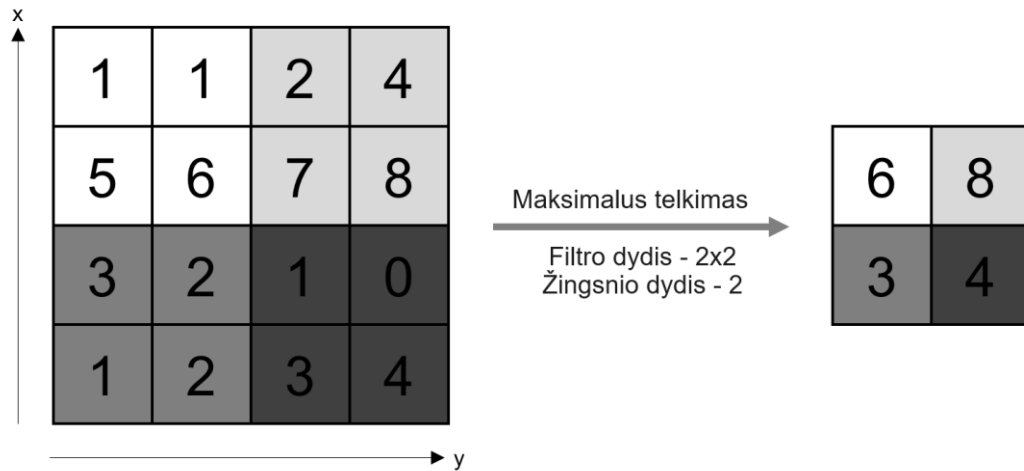 x
1 1 2 4
5 6 7 8
3 2 1 0
1 2 3 4
y
Maksimalus telkimas
Filtro dydis - 2x2
Žingsnio dydis - 2
6 8
3 4